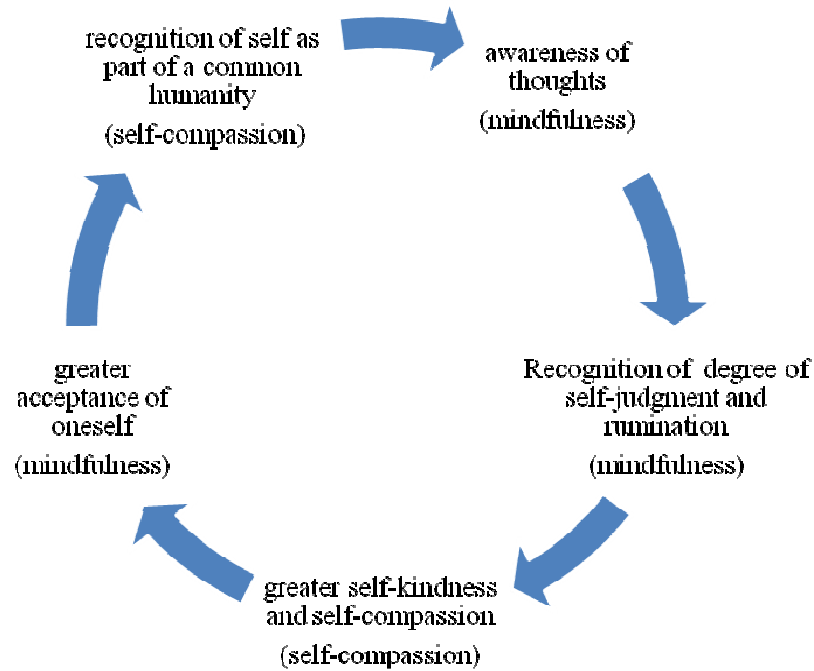 recognition of self as
part of a common
humanity
(self-compassion)
awareness of
thoughts
(mindfulness)
Recognition of degree of
self-judgment and
rumination
(mindfulness)
greater self-kindness
and self-compassion
(self-compassion)
greater
acceptance of
oneself
(mindfulness)